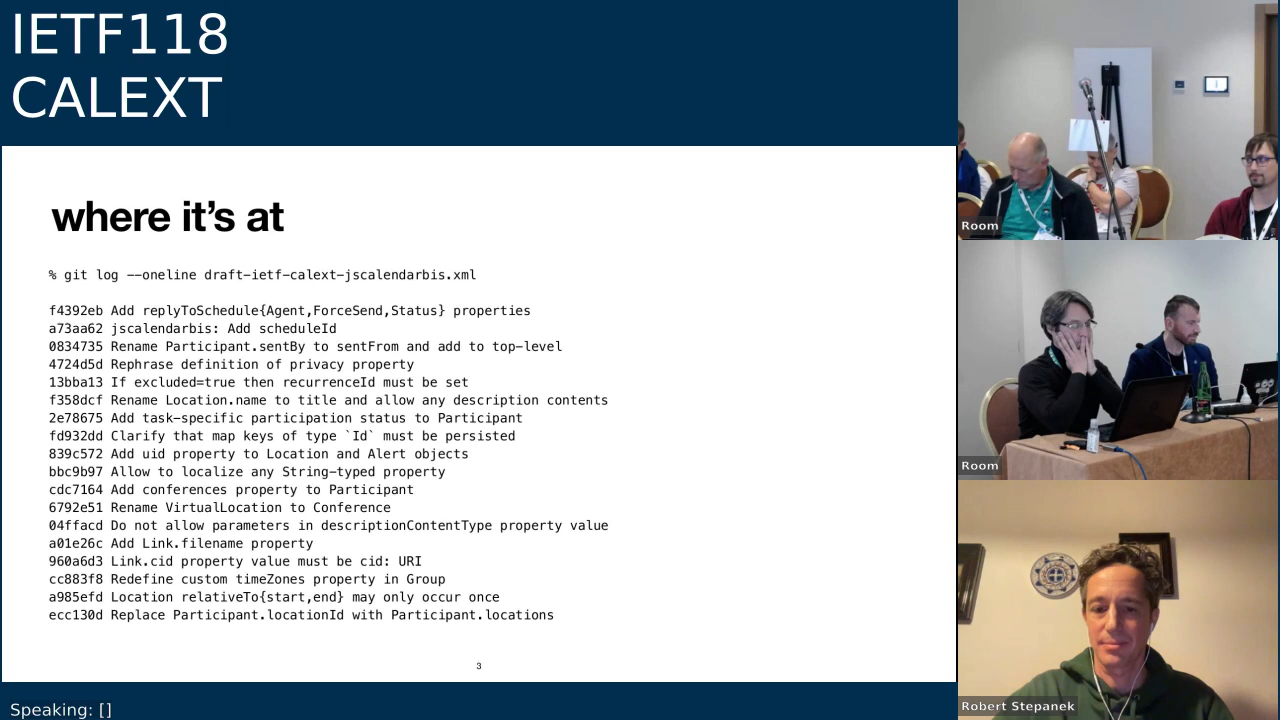 IETF118
CALEXT
where it's at
% git log --oneline draft-ietf-calext-jscalendarbis.xml
f4392eb Add replyToSchedule{Agent,ForceSend,Status} properties
a73aa62 jscalendarbis: Add scheduleId
0834735 Rename Participant.sentBy to sentFrom and add to top-level
4724d5d Rephrase definition of privacy property
13bba13 If excluded=true then recurrenceId must be set
f358dcf Rename Location.name to title and allow any description contents
2e78675 Add task-specific participation status to Participant
fd932dd Clarify that map keys of type `Id` must be persisted
839c572 Add uid property to Location and Alert objects
bbc9b97 Allow to localize any String-typed property
cdc7164 Add conferences property to Participant
6792e51 Rename VirtualLocation to Conference
04ffacd Do not allow parameters in descriptionContentType property value
a01e26c Add Link.filename property
960a6d3 Link.cid property value must be cid: URI
cc883f8 Redefine custom timeZones property in Group
a985efd Location relativeTo{start,end} may only occur once
ecc130d Replace Participant.locationId with Participant.locations
3
Speaking: []
Room
Room
Robert Stepanek